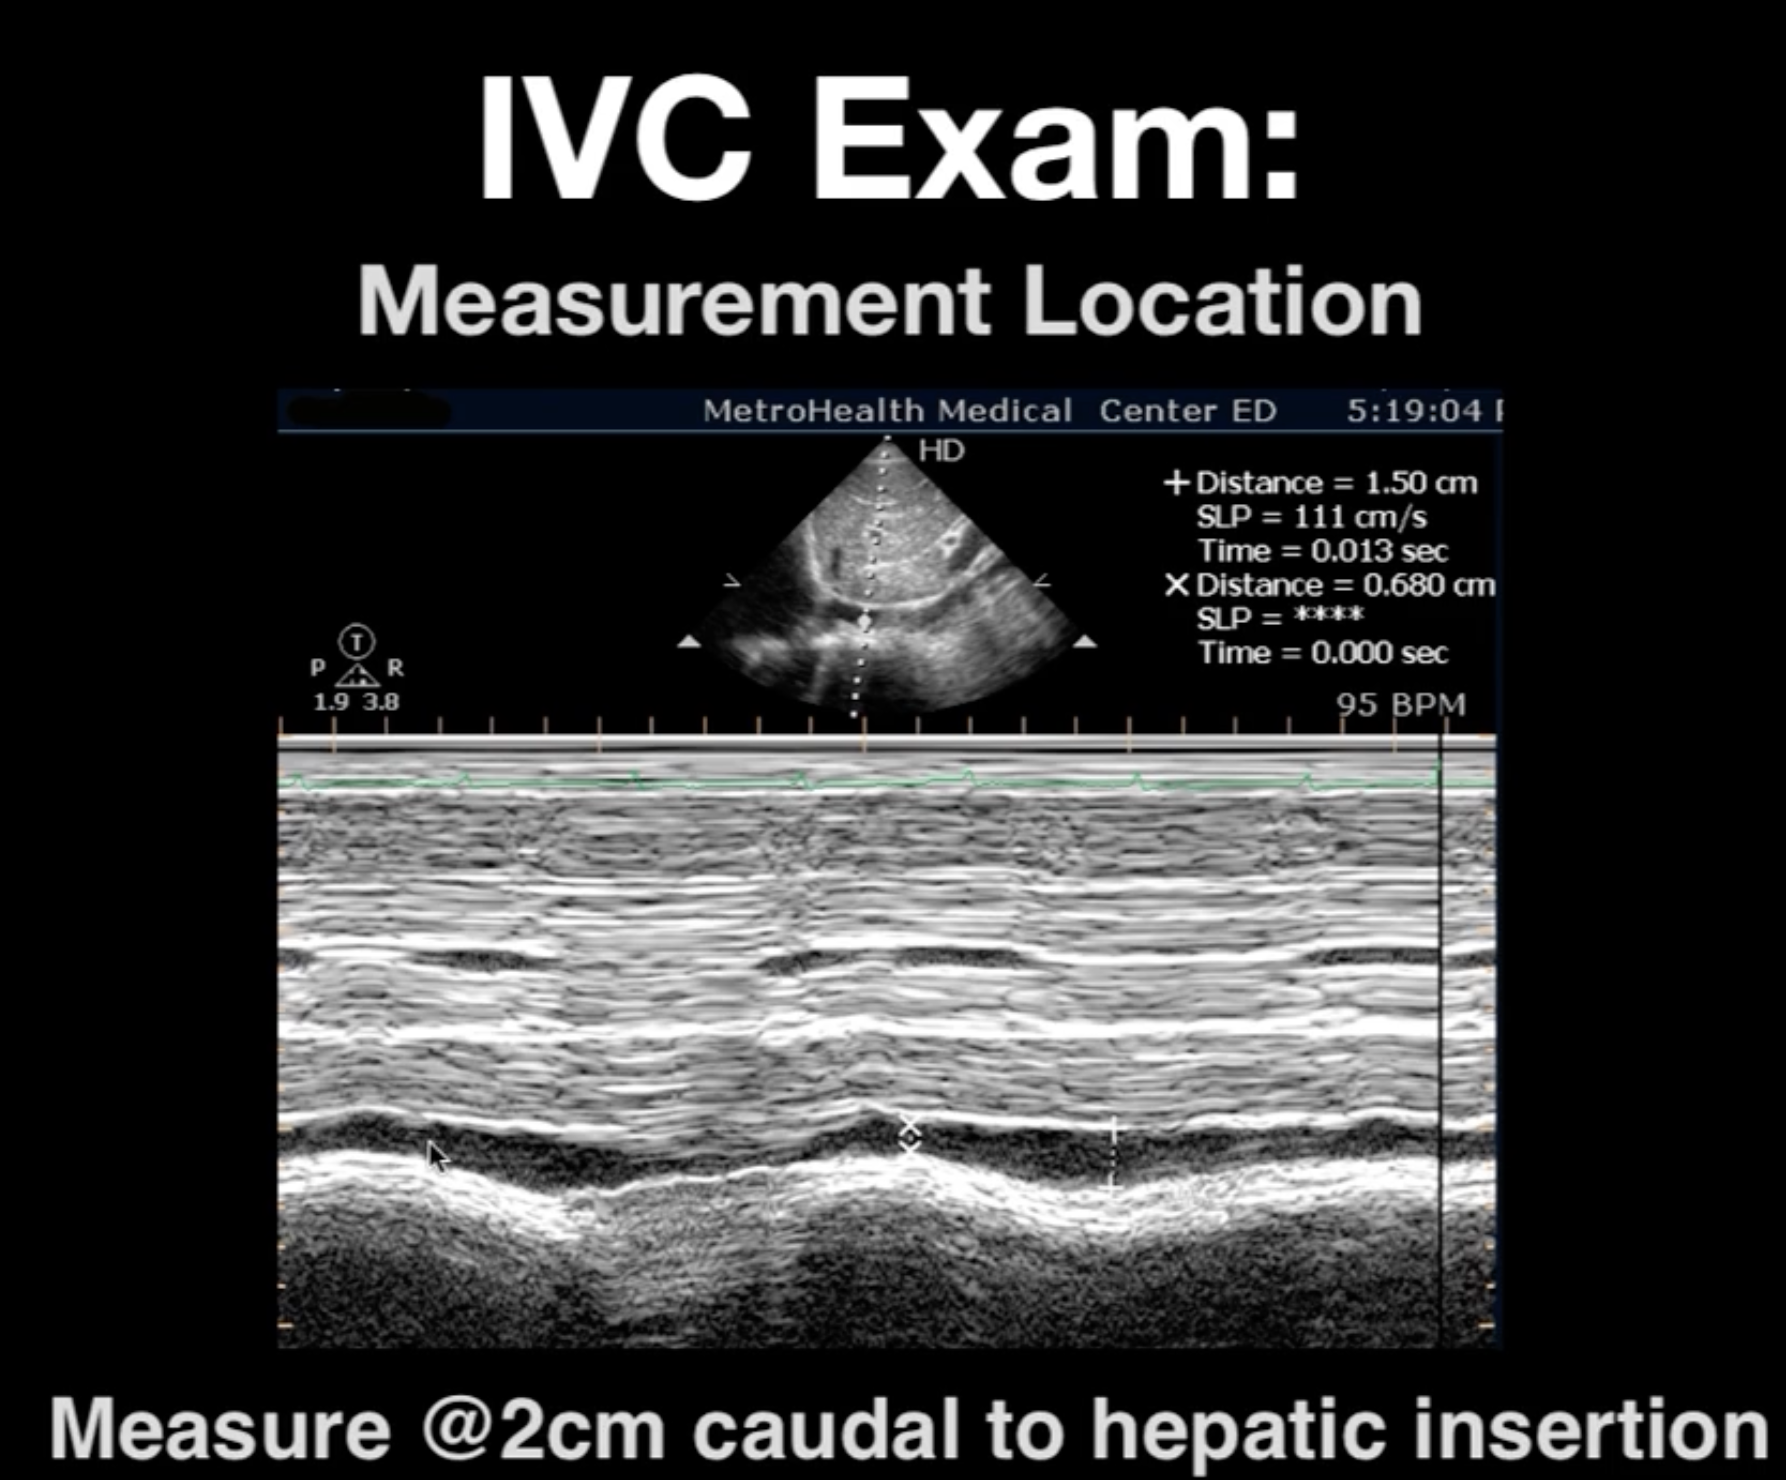 IVC Exam:
Measurement Location
MetroHealth Medical Center ED 5:19:04
HD
+ Distance = 1.50 cm
SLP = 111 cm/s
Time = 0.013 sec
× Distance = 0.680 cm
SLP = ****
Time = 0.000 sec
T
P R
1.9 3.8
95 BPM
Measure @2cm caudal to hepatic insertion